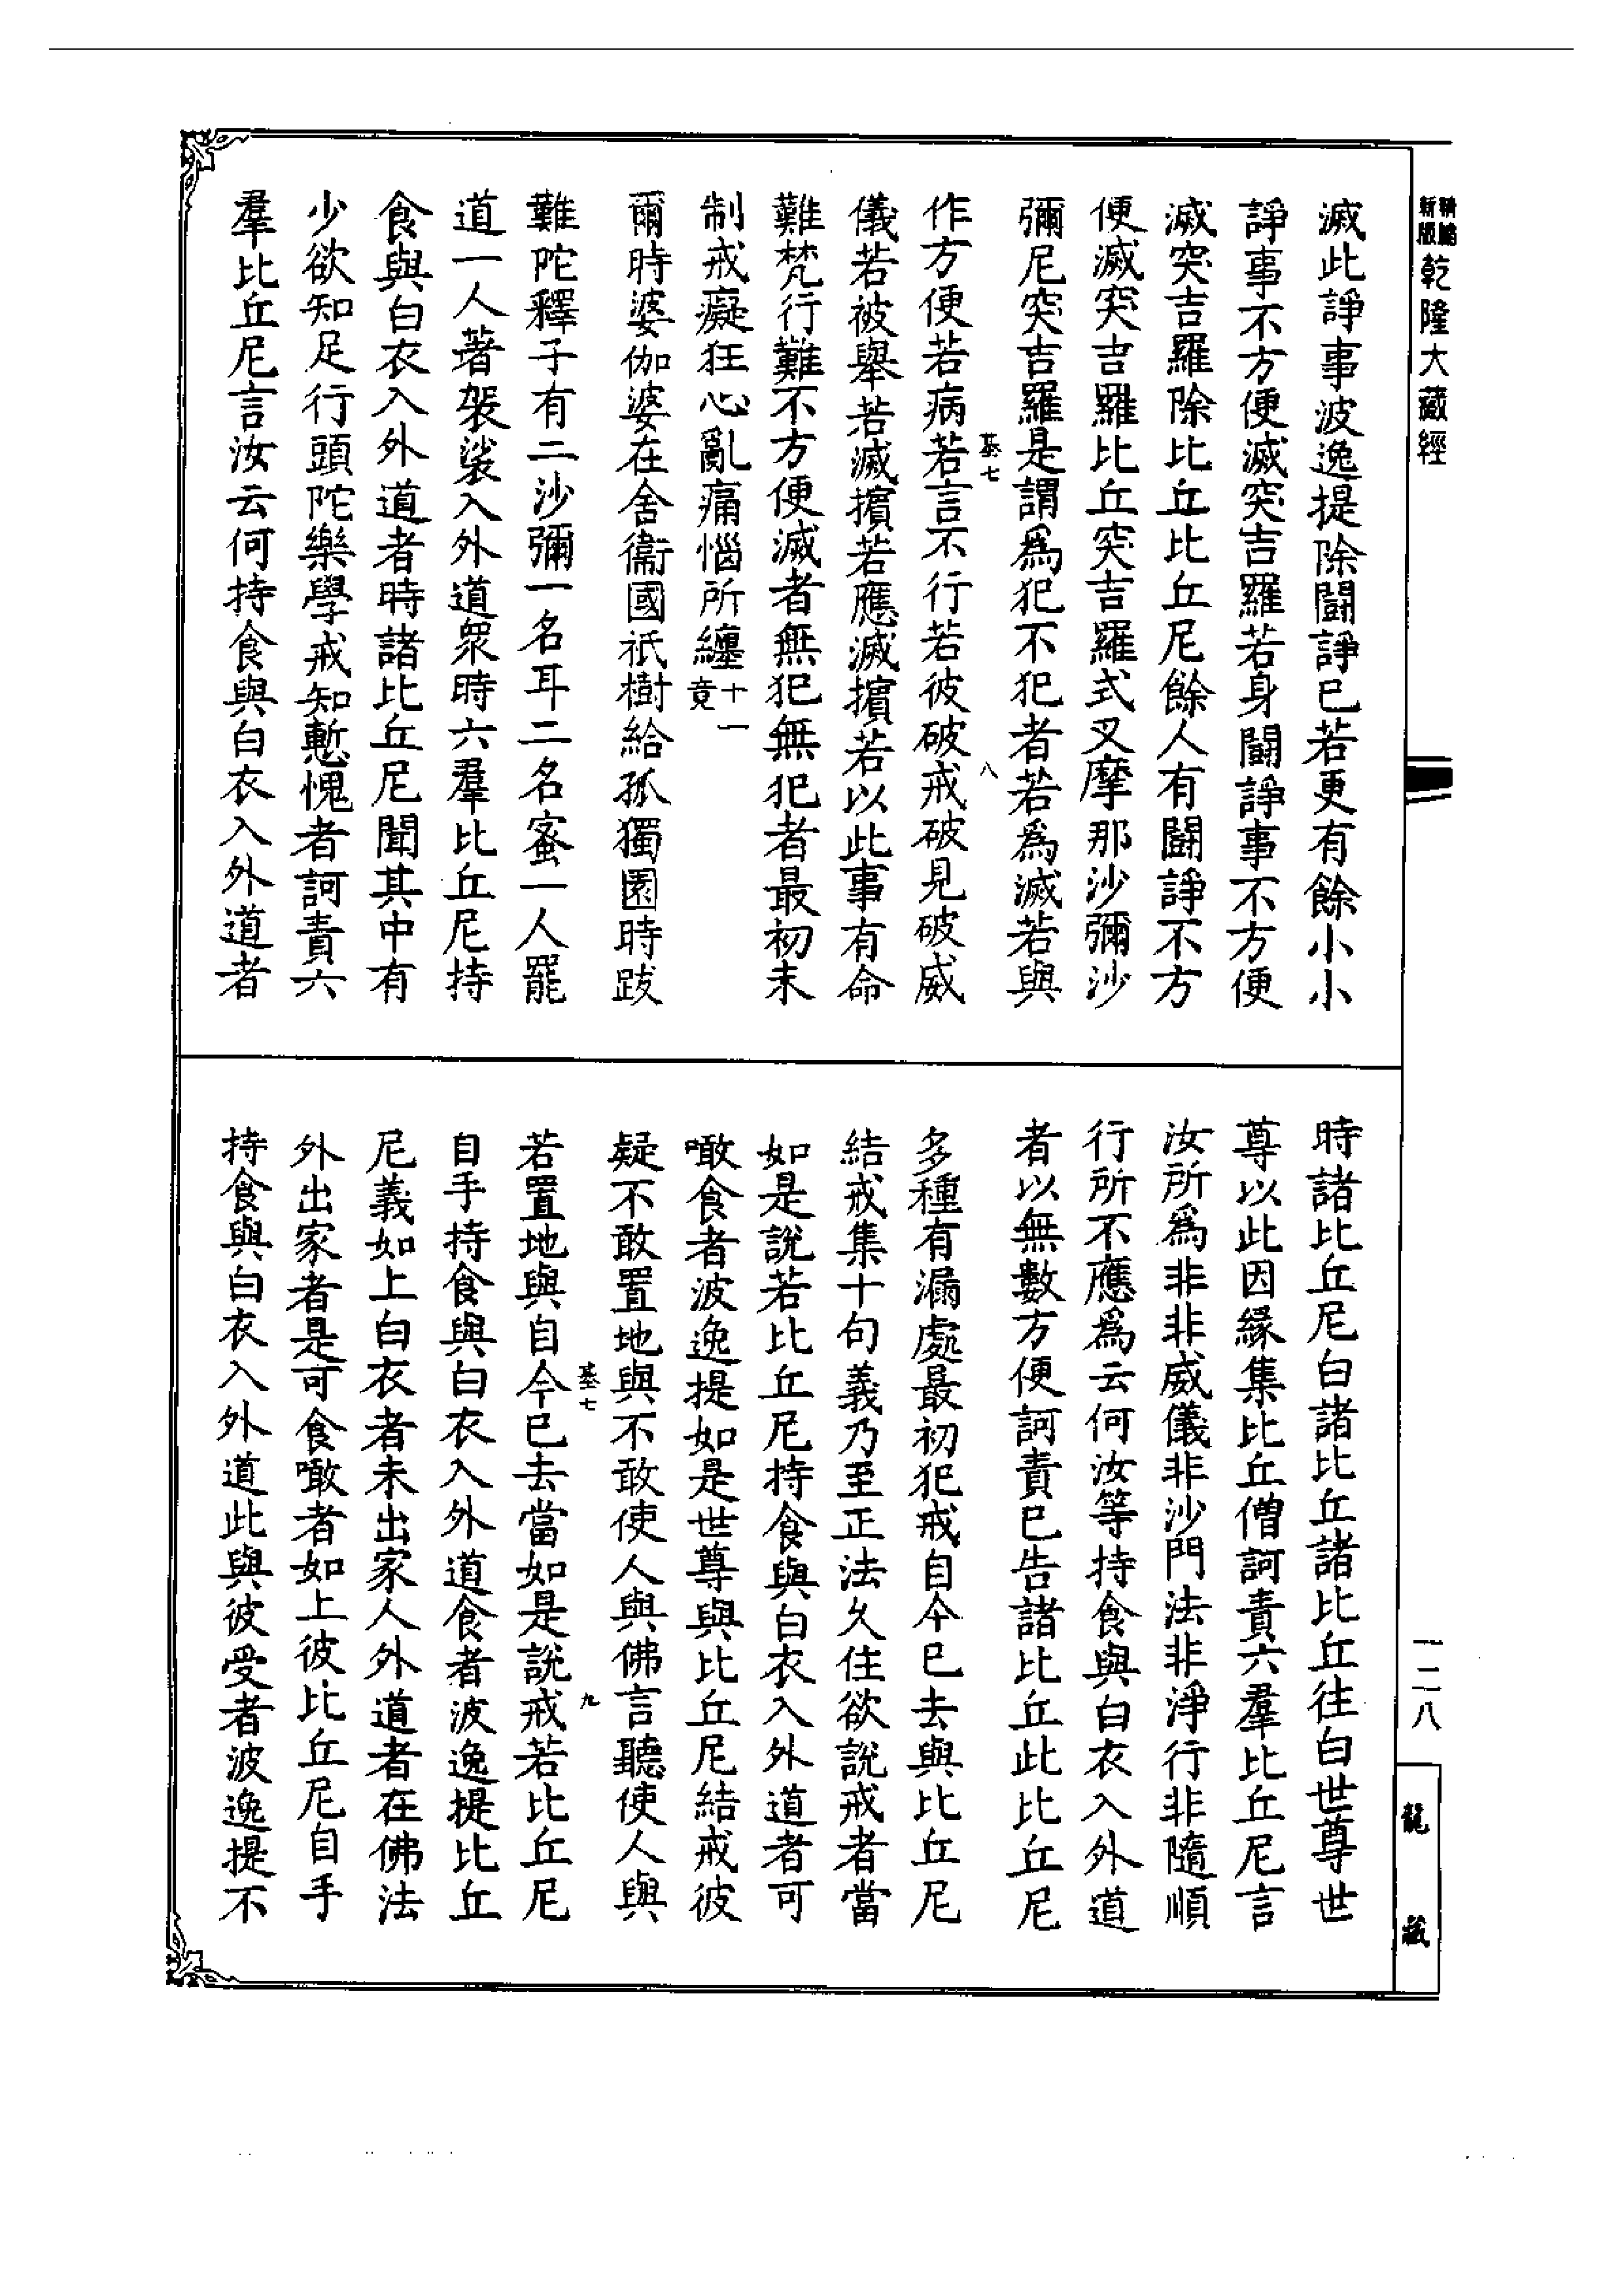 新版
精縮
乾隆大藏經
滅此諍事波逸提除鬪諍已若更有餘小小
諍事不方便滅突吉羅若身鬪諍事不方便
滅突吉羅除比丘比丘尼餘人有鬪諍不方
便滅突吉羅比丘突吉羅式叉摩那沙彌沙
彌尼突吉羅是謂為犯不犯者若為滅若與
作方便若病若言不行若彼破戒破見破威
儀若被舉若滅擯若應滅擯若以此事有命
難梵行難不方便滅者無犯無犯者最初未
制戒癡狂心亂痛惱所纏十一竟
爾時婆伽婆在舍衞國祇樹給孤獨園時跋
難陀釋子有二沙彌一名耳二名蜜一人罷
道一人著袈裟入外道眾時六羣比丘尼持
食與白衣入外道者時諸比丘尼聞其中有
少欲知足行頭陀樂學戒知慙愧者訶責六
羣比丘尼言汝云何持食與白衣入外道者
八
時諸比丘尼白諸比丘諸比丘往白世尊世
尊以此因緣集比丘僧訶責六羣比丘尼言
汝所為非非威儀非沙門法非淨行非隨順
行所不應為云何汝等持食與白衣入外道
者以無數方便訶責已告諸比丘此比丘尼
多種有漏處最初犯戒自今已去與比丘尼
結戒集十句義乃至正法久住欲說戒者當
如是說若比丘尼持食與白衣入外道者可
噉食者波逸提如是世尊與比丘尼結戒彼
疑不敢置地與不敢使人與佛言聽使人與
若置地與自今已去當如是說戒若比丘尼
自手持食與白衣入外道食者波逸提比丘
尼義如上白衣者未出家人外道者在佛法
外出家者是可食噉者如上彼比丘尼自手
持食與白衣入外道此與彼受者波逸提不
九
一二八
龍藏